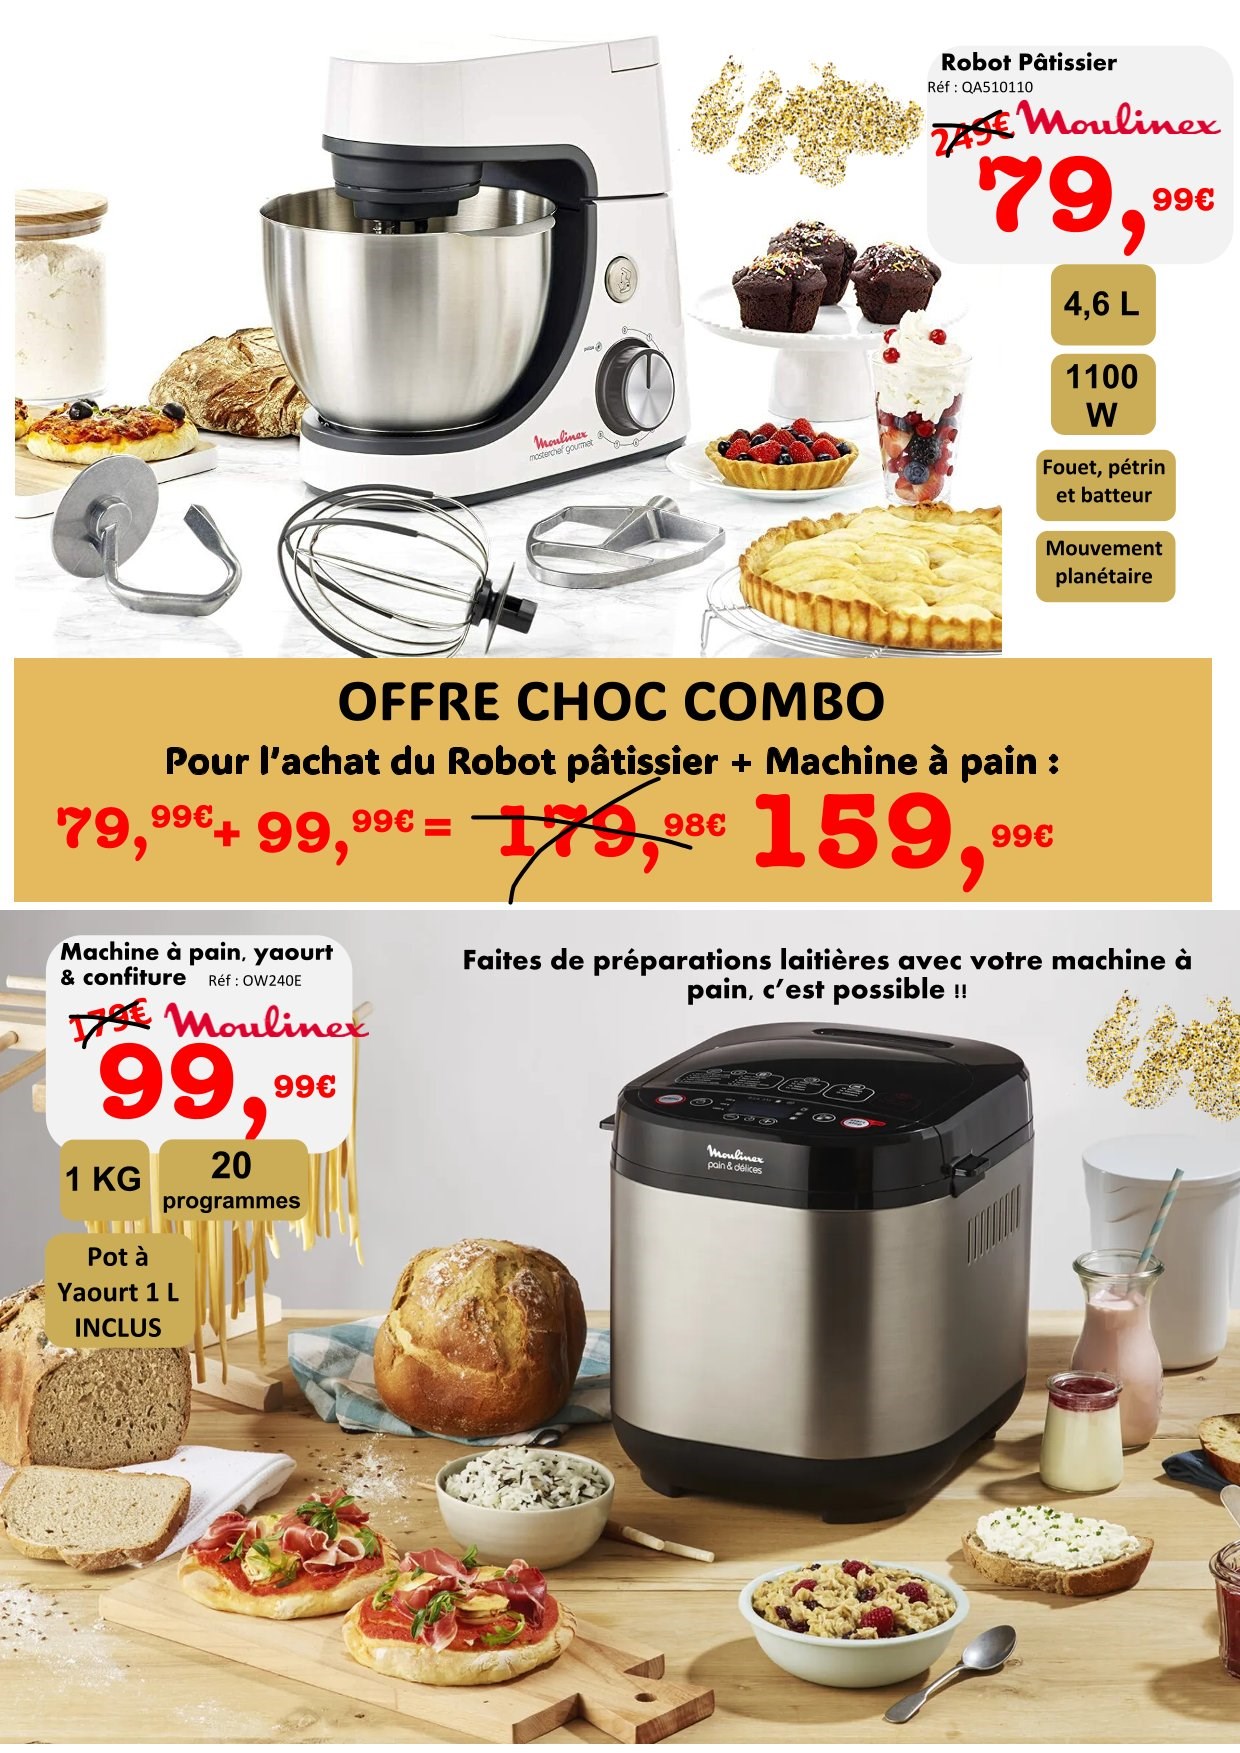 Robot Pâtissier
Réf : QA510110
249€ Moulinex
79,99€
4,6 L
1100
W
Fouet, pétrin
et batteur
Mouvement
planétaire
Moulinex
masterchef gourmet
OFFRE CHOC COMBO
Pour l'achat du Robot pâtissier + Machine à pain :
79,99€+ 99,99€ = 179,98€ 159,99€
Machine à pain, yaourt
& confiture Réf : OW240E
179€ Moulinex
99,99€
1 KG
20
programmes
Pot à
Yaourt 1 L
INCLUS
Faites de préparations laitières avec votre machine à
pain, c'est possible !!
Moulinex
pain & délices